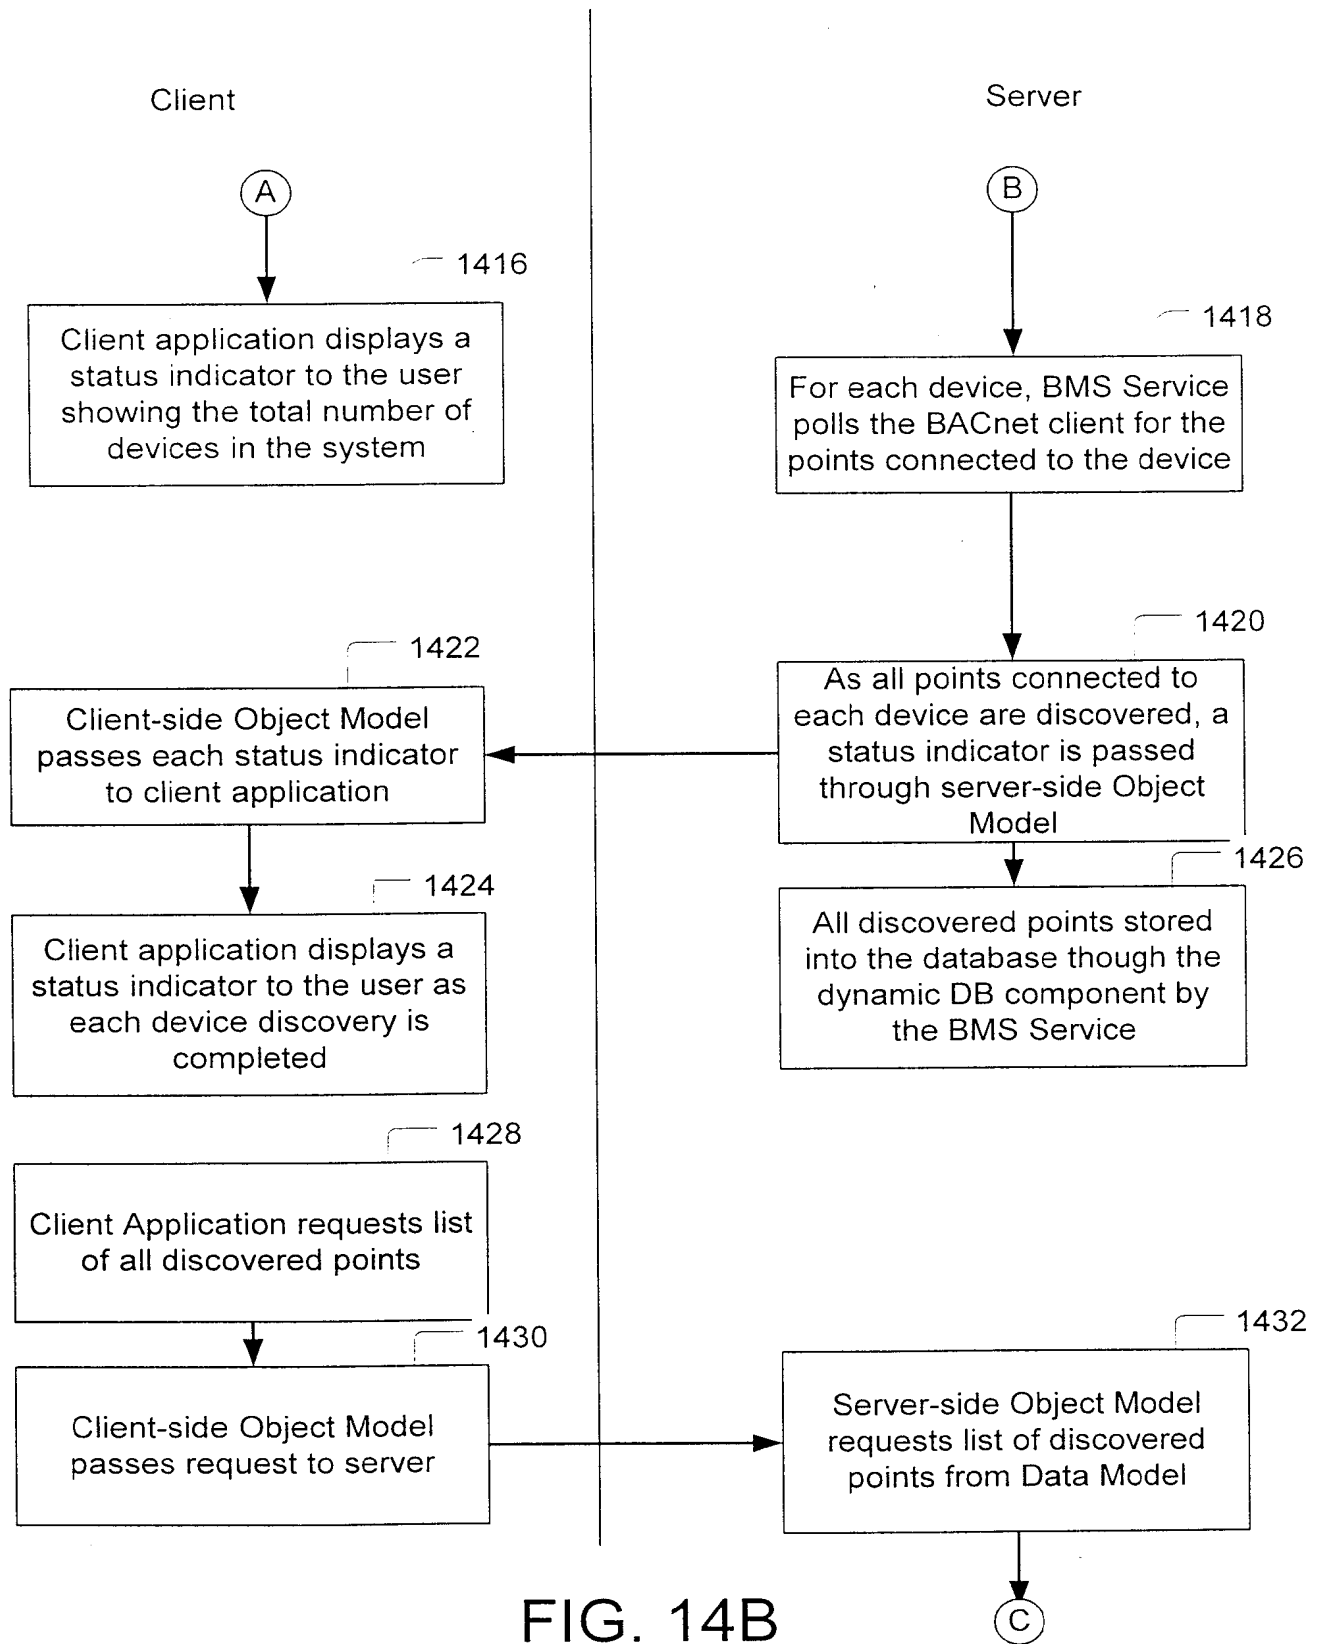 Client
Server
A
B
1416
Client application displays a
status indicator to the user
showing the total number of
devices in the system
1418
For each device, BMS Service
polls the BACnet client for the
points connected to the device
1420
As all points connected to
each device are discovered, a
status indicator is passed
through server-side Object
Model
1422
Client-side Object Model
passes each status indicator
to client application
1424
Client application displays a
status indicator to the user as
each device discovery is
completed
1426
All discovered points stored
into the database though the
dynamic DB component by
the BMS Service
1428
Client Application requests list
of all discovered points
1430
Client-side Object Model
passes request to server
1432
Server-side Object Model
requests list of discovered
points from Data Model
C
FIG. 14B